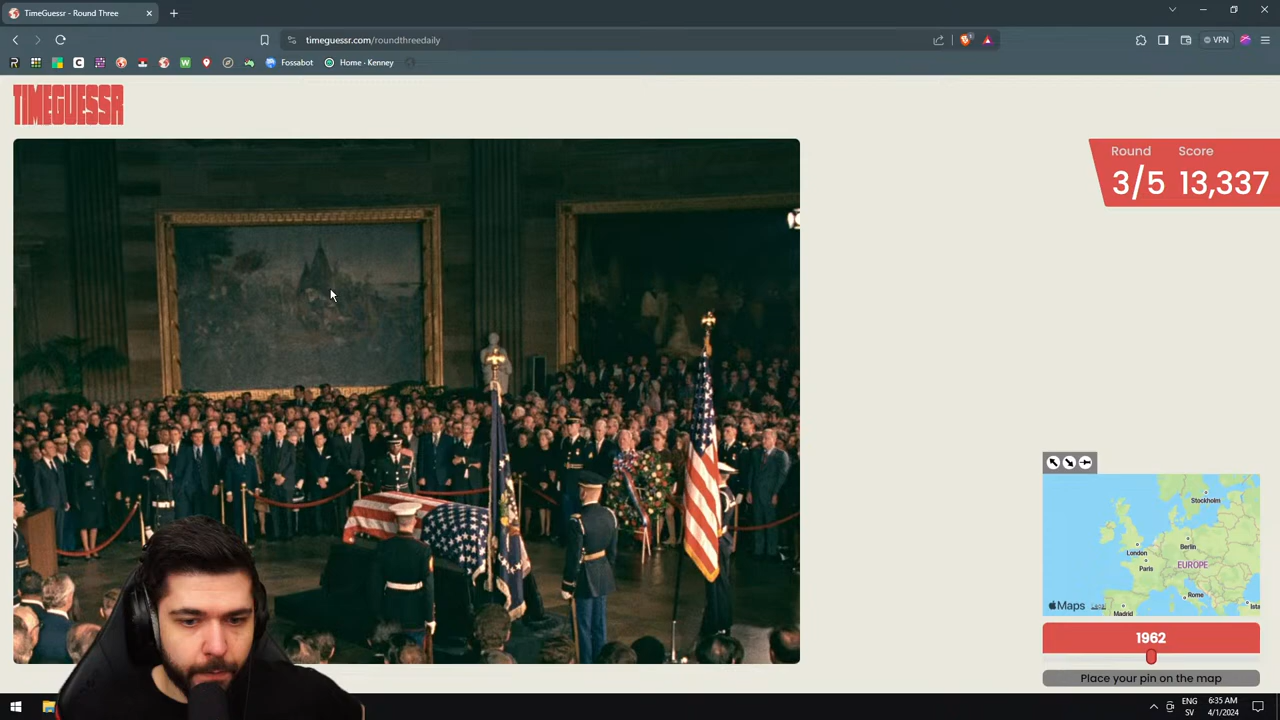 TimeGuessr - Round Three
timeguessr.com/roundthreedaily
VPN
Fossabot
Home - Kenney
TIMEGUESSR
Round Score
3/5 13,337
Stockholm
London
Berlin
Paris
EUROPE
Rome
Madrid
Maps
1962
Place your pin on the map
ENG
SV
6:35 AM
4/1/2024